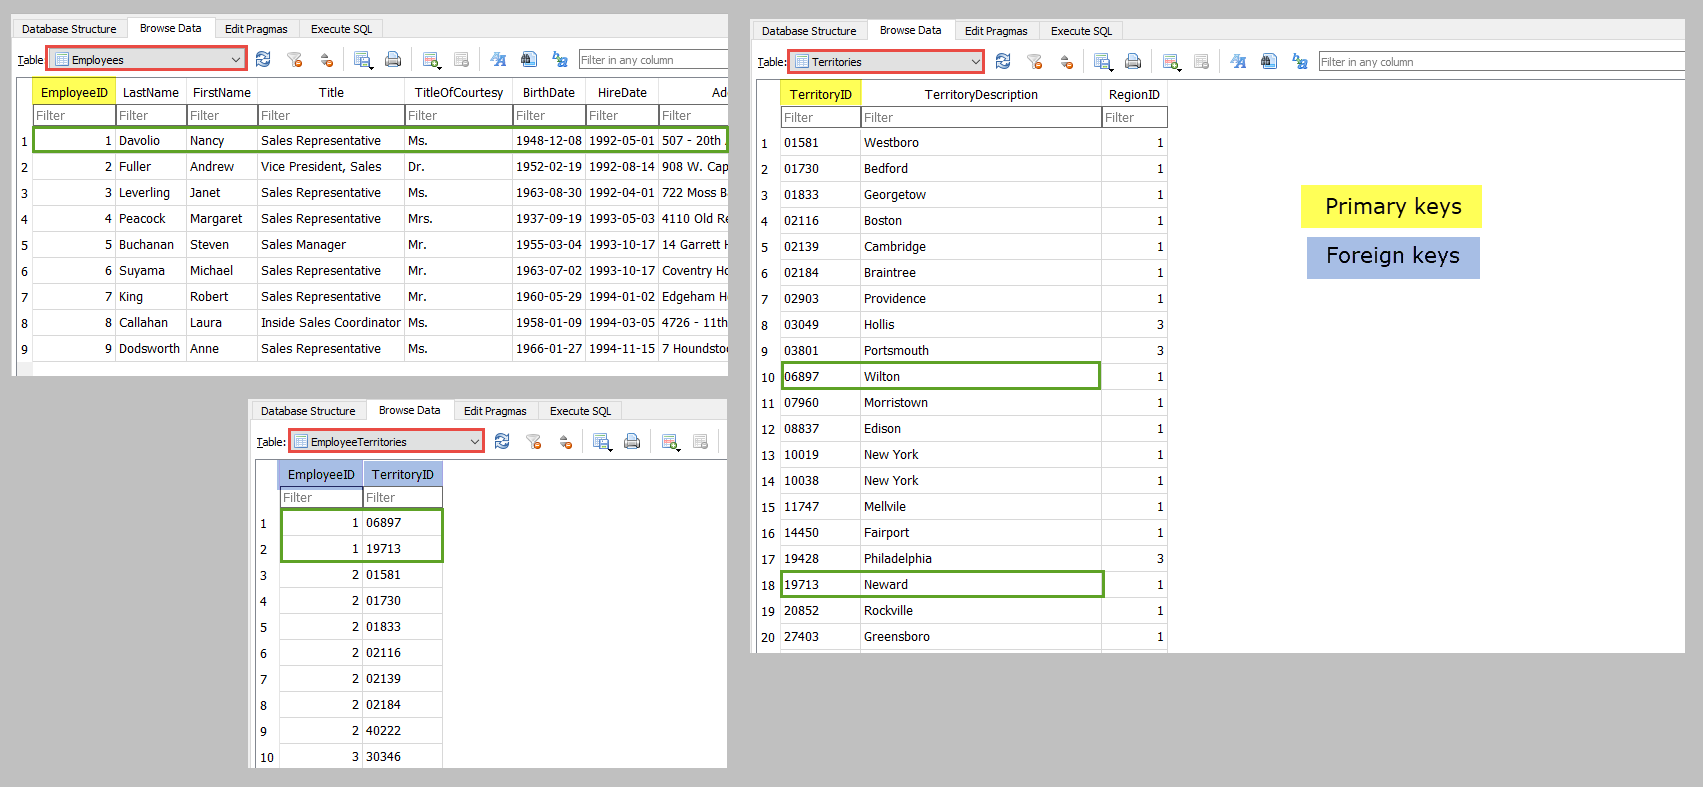 Database Structure Browse Data Edit Pragmas Execute SQL
Table: Employees Filter in any column
EmployeeID LastName FirstName Title TitleOfCourtesy BirthDate HireDate Ad
Filter Filter Filter Filter Filter Filter Filter Filter
1 1 Davolio Nancy Sales Representative Ms. 1948-12-08 1992-05-01 507 - 20th
2 2 Fuller Andrew Vice President, Sales Dr. 1952-02-19 1992-08-14 908 W. Cap
3 3 Leverling Janet Sales Representative Ms. 1963-08-30 1992-04-01 722 Moss B
4 4 Peacock Margaret Sales Representative Mrs. 1937-09-19 1993-05-03 4110 Old Re
5 5 Buchanan Steven Sales Manager Mr. 1955-03-04 1993-10-17 14 Garrett H
6 6 Suyama Michael Sales Representative Mr. 1963-07-02 1993-10-17 Coventry Ho
7 7 King Robert Sales Representative Mr. 1960-05-29 1994-01-02 Edgeham H
8 8 Callahan Laura Inside Sales Coordinator Ms. 1958-01-09 1994-03-05 4726 - 11th
9 9 Dodsworth Anne Sales Representative Ms. 1966-01-27 1994-11-15 7 Houndsto
Database Structure Browse Data Edit Pragmas Execute SQL
Table: EmployeeTerritories
EmployeeID TerritoryID
Filter Filter
1 1 06897
2 1 19713
3 2 01581
4 2 01730
5 2 01833
6 2 02116
7 2 02139
8 2 02184
9 2 40222
10 3 30346
Database Structure Browse Data Edit Pragmas Execute SQL
Table: Territories Filter in any column
TerritoryID TerritoryDescription RegionID
Filter Filter Filter
1 01581 Westboro 1
2 01730 Bedford 1
3 01833 Georgetow 1
4 02116 Boston 1
5 02139 Cambridge 1
6 02184 Braintree 1
7 02903 Providence 1
8 03049 Hollis 3
9 03801 Portsmouth 3
10 06897 Wilton 1
11 07960 Morristown 1
12 08837 Edison 1
13 10019 New York 1
14 10038 New York 1
15 11747 Mellvile 1
16 14450 Fairport 1
17 19428 Philadelphia 3
18 19713 Neward 1
19 20852 Rockville 1
20 27403 Greensboro 1
Primary keys
Foreign keys